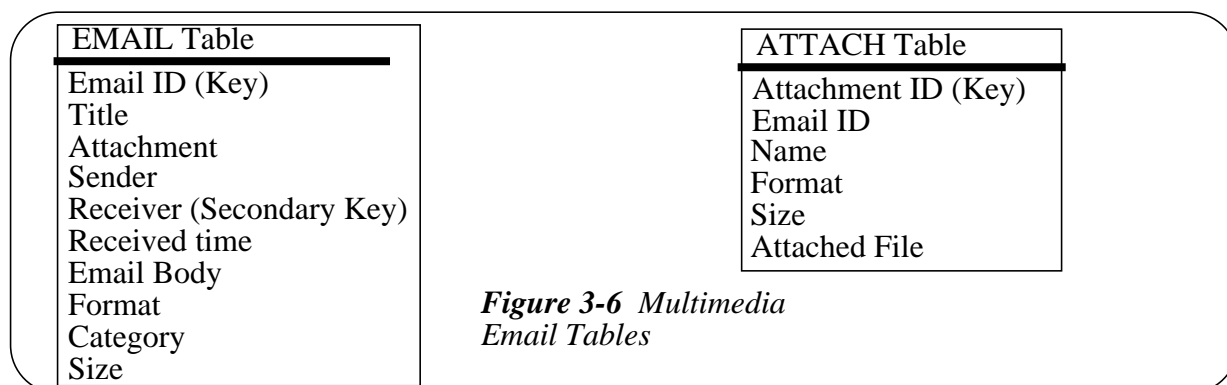 EMAIL Table
Email ID (Key)
Title
Attachment
Sender
Receiver (Secondary Key)
Received time
Email Body
Format
Category
Size
ATTACH Table
Attachment ID (Key)
Email ID
Name
Format
Size
Attached File
Figure 3-6 Multimedia
Email Tables